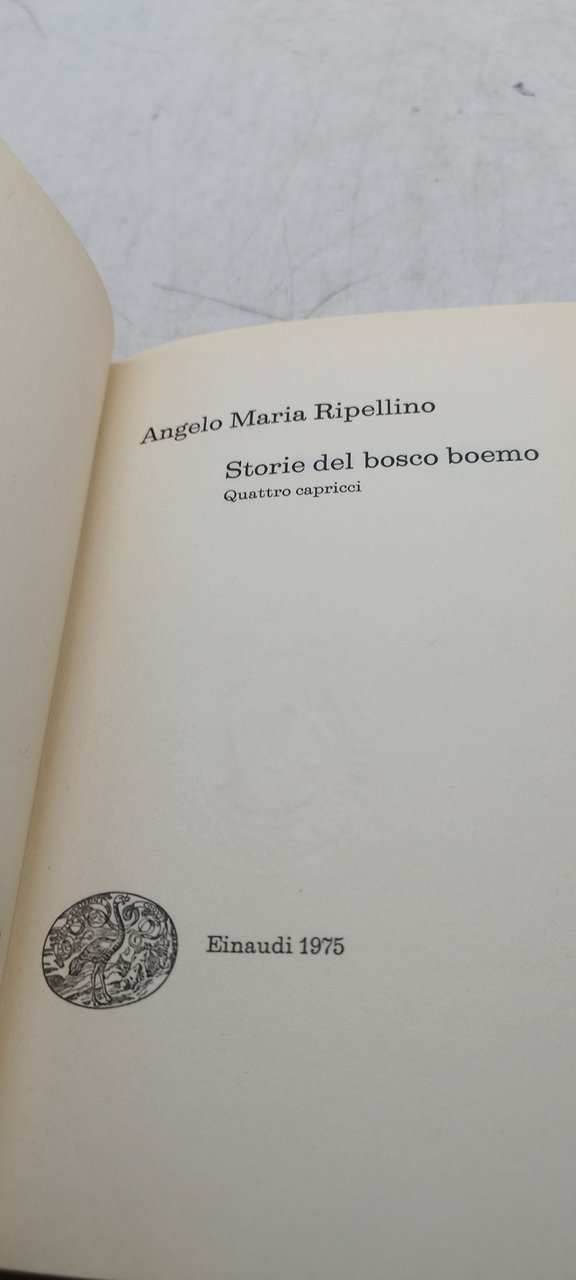 Angelo Maria Ripellino
Storie del bosco boemo
Quattro capricci
Einaudi 1975